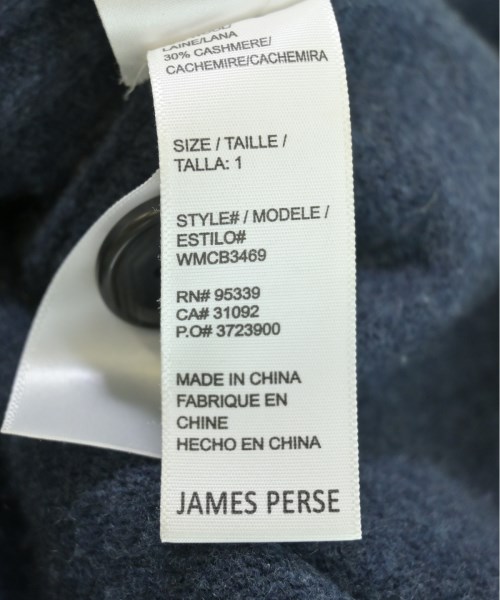 LAINE/LANA
30% CASHMERE/
CACHEMIRE/CACHEMIRA
SIZE / TAILLE /
TALLA: 1
STYLE# / MODELE /
ESTILO#
WMCB3469
RN# 95339
CA# 31092
P.O# 3723900
MADE IN CHINA
FABRIQUE EN
CHINE
HECHO EN CHINA
JAMES PERSE